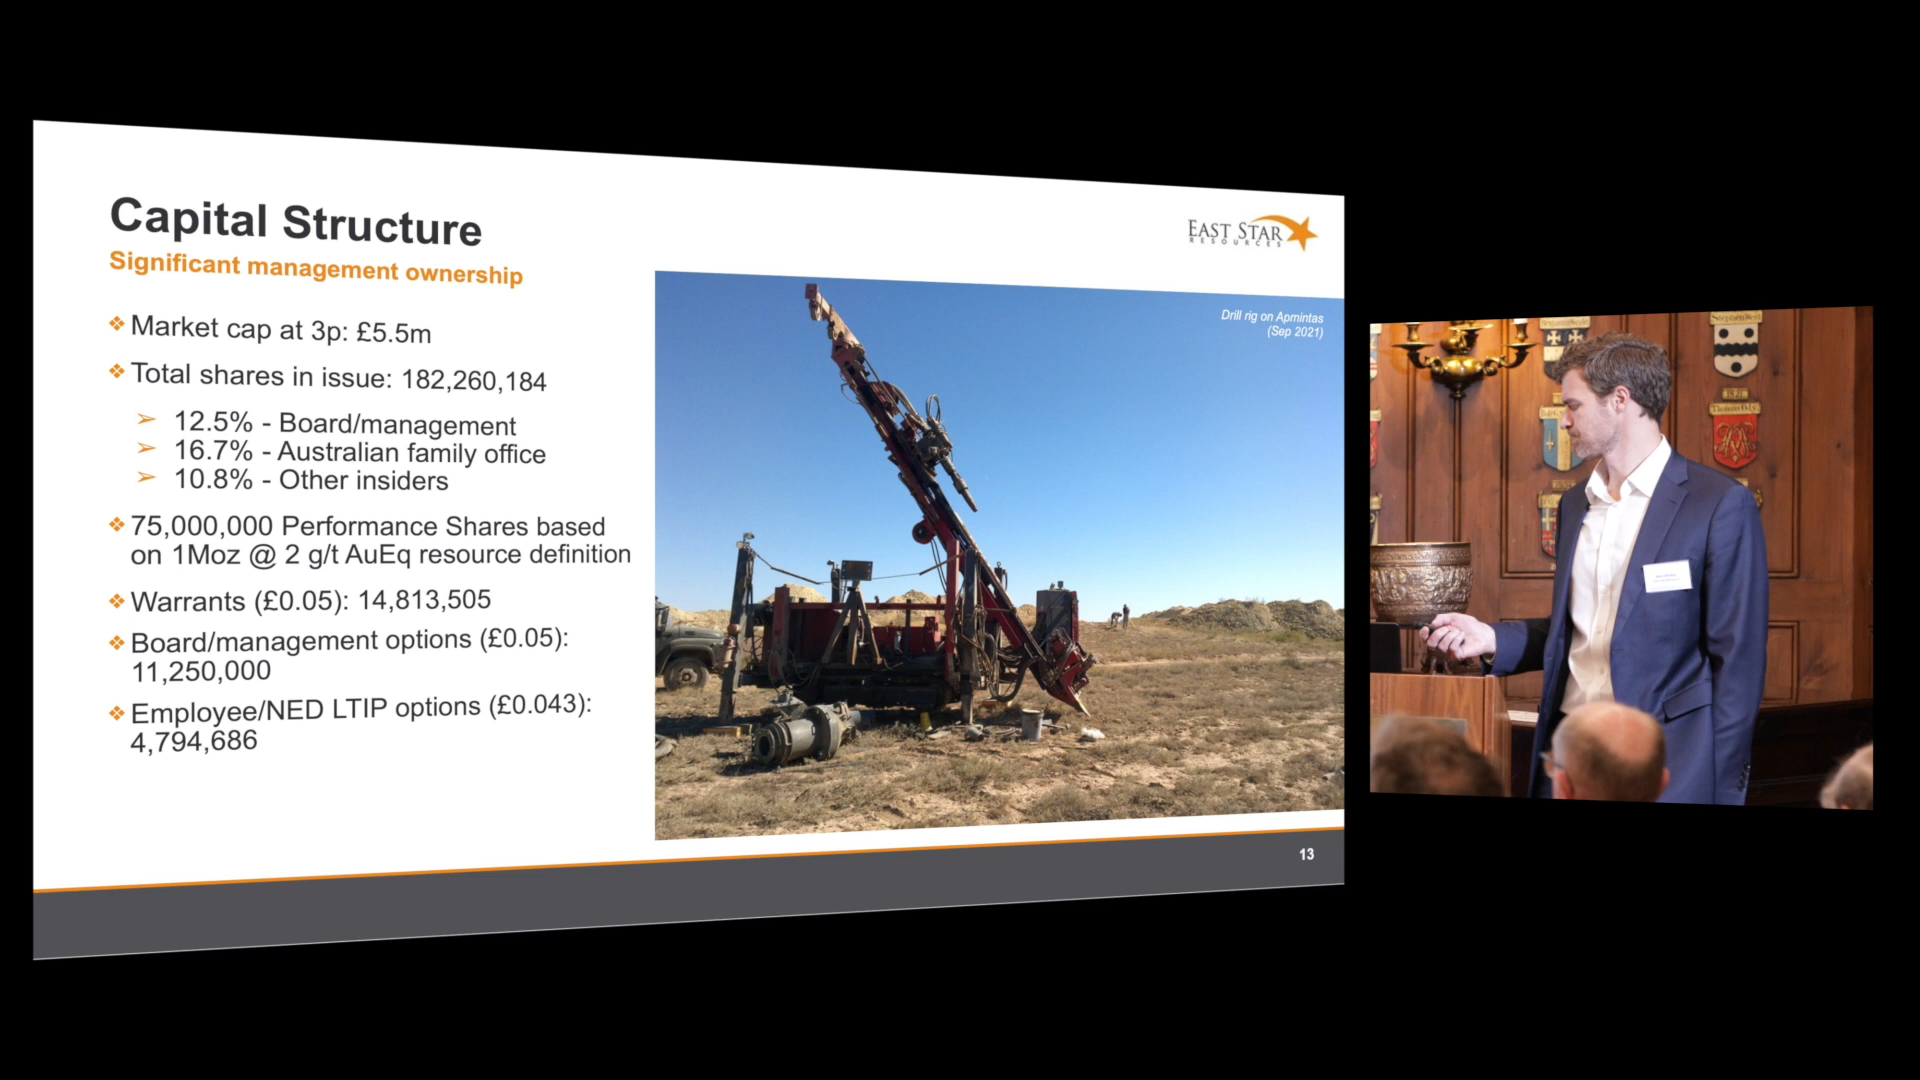 Capital Structure
Significant management ownership
EAST STAR
RESOURCES
Drill rig on Apmintas
(Sep 2021)
❖ Market cap at 3p: £5.5m
❖ Total shares in issue: 182,260,184
➢ 12.5% - Board/management
➢ 16.7% - Australian family office
➢ 10.8% - Other insiders
❖ 75,000,000 Performance Shares based
on 1Moz @ 2 g/t AuEq resource definition
❖ Warrants (£0.05): 14,813,505
❖ Board/management options (£0.05):
11,250,000
❖ Employee/NED LTIP options (£0.043):
4,794,686
13